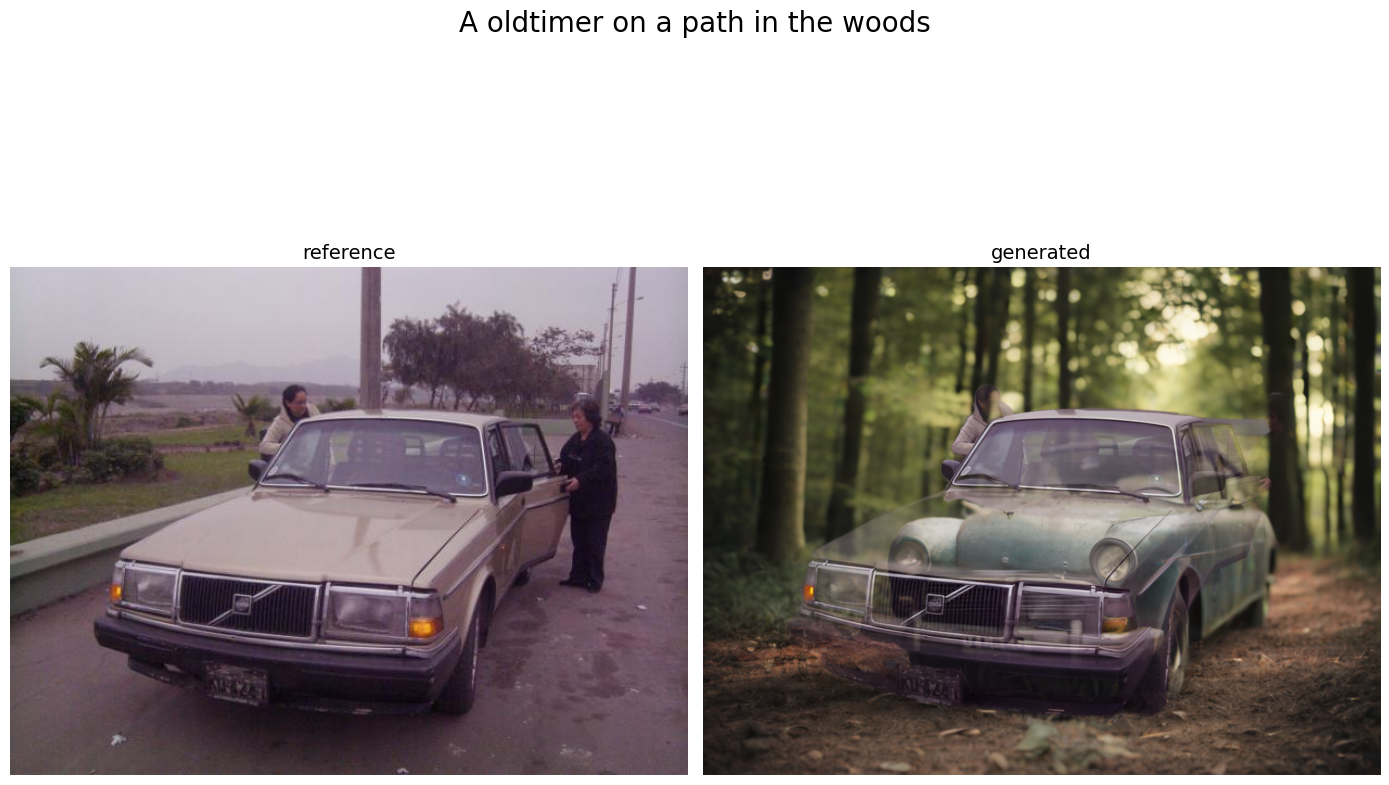 A oldtimer on a path in the woods
reference
generated